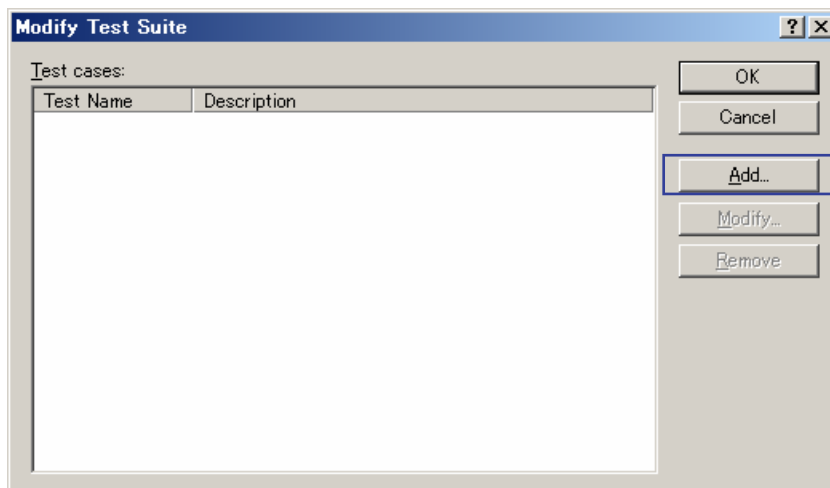 Modify Test Suite
Test cases:
Test Name Description
OK
Cancel
Add...
Modify...
Remove